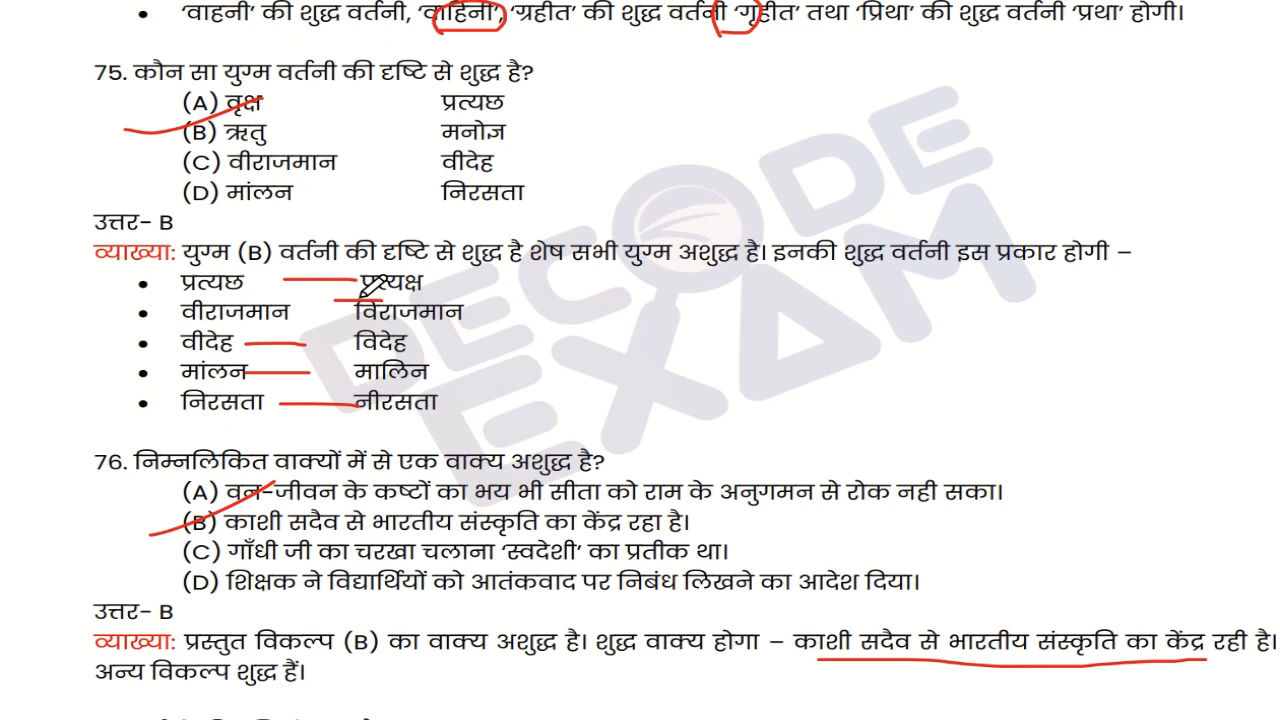 • 'वाहनी' की शुद्ध वर्तनी, 'वाहिनी', 'ग्रहीत' की शुद्ध वर्तनी 'गृहीत' तथा 'प्रिथा' की शुद्ध वर्तनी 'प्रथा' होगी।
75. कौन सा युग्म वर्तनी की दृष्टि से शुद्ध है?
(A) वृक्ष प्रत्यछ
(B) ऋतु मनोज्ञ
(C) वीराजमान वीदेह
(D) मांलन निरसता
उत्तर- B
व्याख्या: युग्म (B) वर्तनी की दृष्टि से शुद्ध है शेष सभी युग्म अशुद्ध है। इनकी शुद्ध वर्तनी इस प्रकार होगी –
• प्रत्यछ प्रत्यक्ष
• वीराजमान विराजमान
• वीदेह विदेह
• मांलन मालिन
• निरसता नीरसता
76. निम्नलिकित वाक्यों में से एक वाक्य अशुद्ध है?
(A) वन-जीवन के कष्टों का भय भी सीता को राम के अनुगमन से रोक नही सका।
(B) काशी सदैव से भारतीय संस्कृति का केंद्र रहा है।
(C) गाँधी जी का चरखा चलाना 'स्वदेशी' का प्रतीक था।
(D) शिक्षक ने विद्यार्थियों को आतंकवाद पर निबंध लिखने का आदेश दिया।
उत्तर- B
व्याख्या: प्रस्तुत विकल्प (B) का वाक्य अशुद्ध है। शुद्ध वाक्य होगा – काशी सदैव से भारतीय संस्कृति का केंद्र रही है।
अन्य विकल्प शुद्ध हैं।
DECODE
EXAM